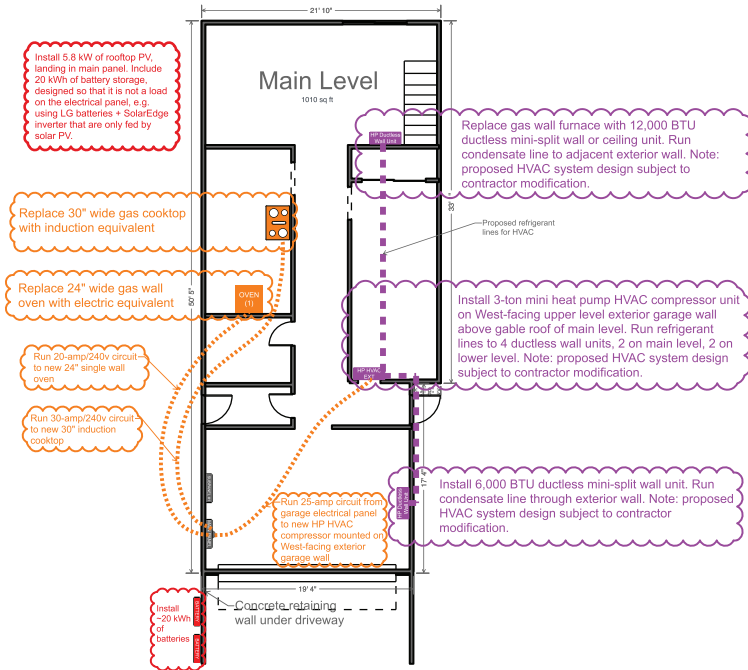 21' 10"
Install 5.8 kW of rooftop PV,
landing in main panel. Include
20 kWh of battery storage,
designed so that it is not a load
on the electrical panel, e.g.
using LG batteries + SolarEdge
inverter that are only fed by
solar PV.
Main Level
1010 sq ft
HP Ductless
Wall Unit
Replace gas wall furnace with 12,000 BTU
ductless mini-split wall or ceiling unit. Run
condensate line to adjacent exterior wall. Note:
proposed HVAC system design subject to
contractor modification.
Replace 30" wide gas cooktop
with induction equivalent
33'
Proposed refrigerant
lines for HVAC
Replace 24" wide gas wall
oven with electric equivalent
OVEN
(1)
50' 5"
Install 3-ton mini heat pump HVAC compressor unit
on West-facing upper level exterior garage wall
above gable roof of main level. Run refrigerant
lines to 4 ductless wall units, 2 on main level, 2 on
lower level. Note: proposed HVAC system design
subject to contractor modification.
Run 20-amp/240v circuit
to new 24" single wall
oven
HP HVAC
EXT
Run 30-amp/240v circuit
to new 30" induction
cooktop
17' 4"
Install 6,000 BTU ductless mini-split wall unit. Run
condensate line through exterior wall. Note: proposed
HVAC system design subject to contractor
modification.
HP Ductless
Run 25-amp circuit from
garage electrical panel
to new HP HVAC
compressor mounted on
West-facing exterior
garage wall
19' 4"
Install
~20 kWh
of
batteries
BATTERY
BATTERY
Concrete retaining
wall under driveway